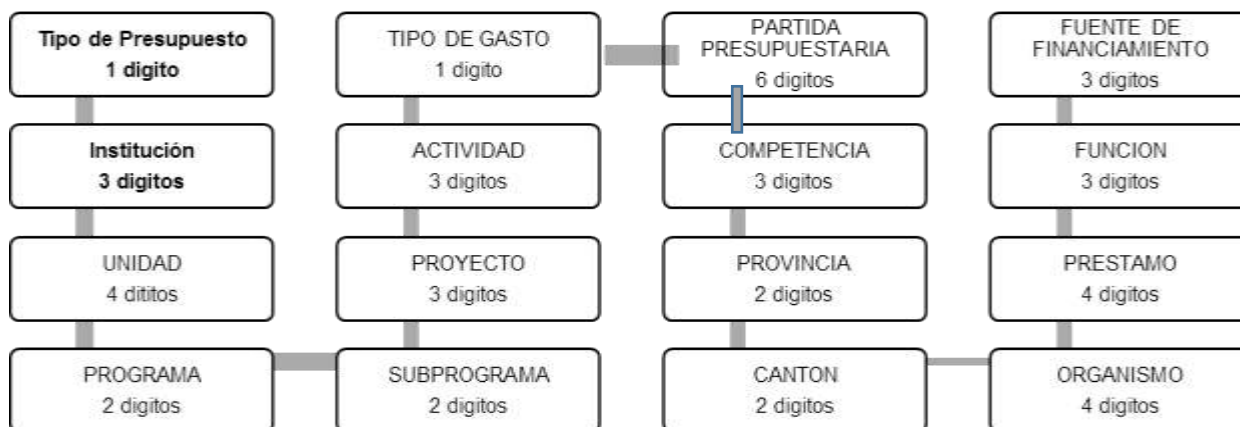 Tipo de Presupuesto
1 digito
Institución
3 digitos
UNIDAD
4 dititos
PROGRAMA
2 digitos
SUBPROGRAMA
2 digitos
PROYECTO
3 digitos
ACTIVIDAD
3 digitos
TIPO DE GASTO
1 digito
PARTIDA
PRESUPUESTARIA
6 digitos
COMPETENCIA
3 digitos
PROVINCIA
2 digitos
CANTON
2 digitos
ORGANISMO
4 digitos
PRESTAMO
4 digitos
FUNCION
3 digitos
FUENTE DE
FINANCIAMIENTO
3 digitos